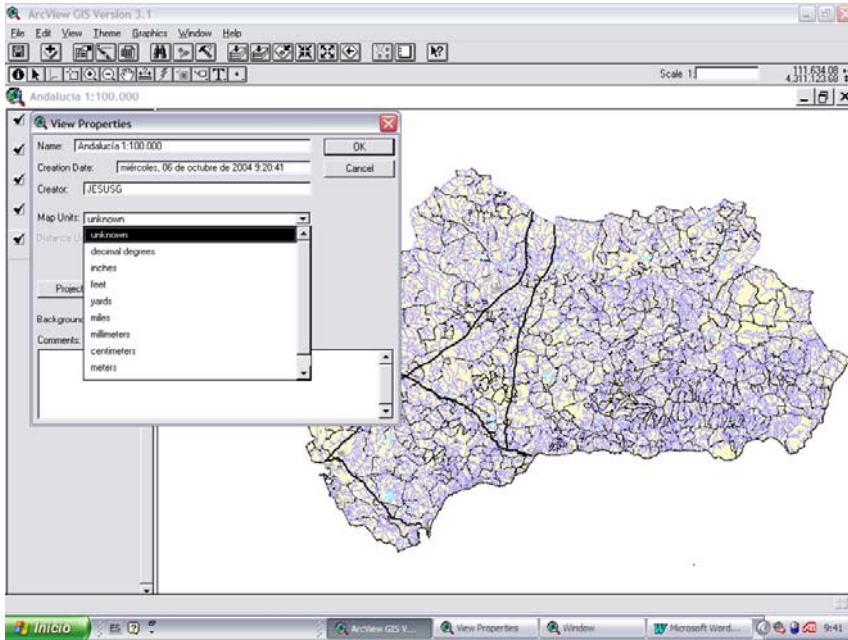 ArcView GIS Version 3.1
File Edit View Theme Graphics Window Help
Scale 1:
111.634.08
4.311.123.68
Andalucia 1:100.000
View Properties
Name: Andalucía 1:100.000
OK
Creation Date: miércoles, 06 de octubre de 2004 9:20:41
Cancel
Creator: JESUSG
Map Units: unknown
Distance U
unknown
decimal degrees
inches
feet
yards
miles
millimeters
centimeters
meters
Project
Background
Comments:
Inicio
ES
ArcView GIS V...
View Properties
Window
Microsoft Word...
9:41